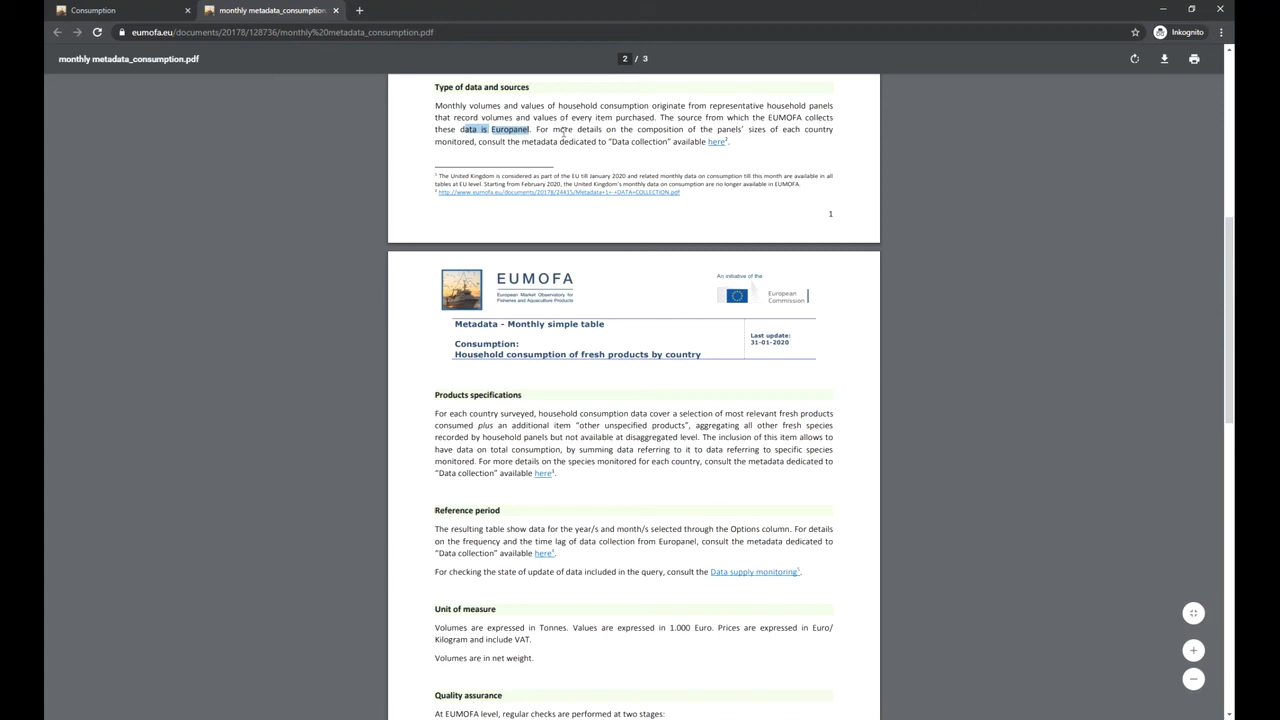 Consumption
monthly metadata_consumption
eumofa.eu/documents/20178/128736/monthly%20metadata_consumption.pdf
Inkognito
monthly metadata_consumption.pdf
2 / 3
Type of data and sources
Monthly volumes and values of household consumption originate from representative household panels
that record volumes and values of every item purchased. The source from which the EUMOFA collects
these data is Europanel. For more details on the composition of the panels' sizes of each country
monitored, consult the metadata dedicated to "Data collection" available here2.
1 The United Kingdom is considered as part of the EU till January 2020 and related monthly data on consumption till this month are available in all
tables at EU level. Starting from February 2020, the United Kingdom's monthly data on consumption are no longer available in EUMOFA.
2 http://www.eumofa.eu/documents/20178/24415/Metadata+1+-+DATA+COLLECTION.pdf
1
EUMOFA
European Market Observatory for
Fisheries and Aquaculture Products
An initiative of the
European
Commission
Metadata - Monthly simple table
Consumption:
Household consumption of fresh products by country
Last update:
31-01-2020
Products specifications
For each country surveyed, household consumption data cover a selection of most relevant fresh products
consumed plus an additional item "other unspecified products", aggregating all other fresh species
recorded by household panels but not available at disaggregated level. The inclusion of this item allows to
have data on total consumption, by summing data referring to it to data referring to specific species
monitored. For more details on the species monitored for each country, consult the metadata dedicated to
"Data collection" available here3.
Reference period
The resulting table show data for the year/s and month/s selected through the Options column. For details
on the frequency and the time lag of data collection from Europanel, consult the metadata dedicated to
"Data collection" available here4.
For checking the state of update of data included in the query, consult the Data supply monitoring5.
Unit of measure
Volumes are expressed in Tonnes. Values are expressed in 1.000 Euro. Prices are expressed in Euro/
Kilogram and include VAT.
Volumes are in net weight.
Quality assurance
At EUMOFA level, regular checks are performed at two stages: